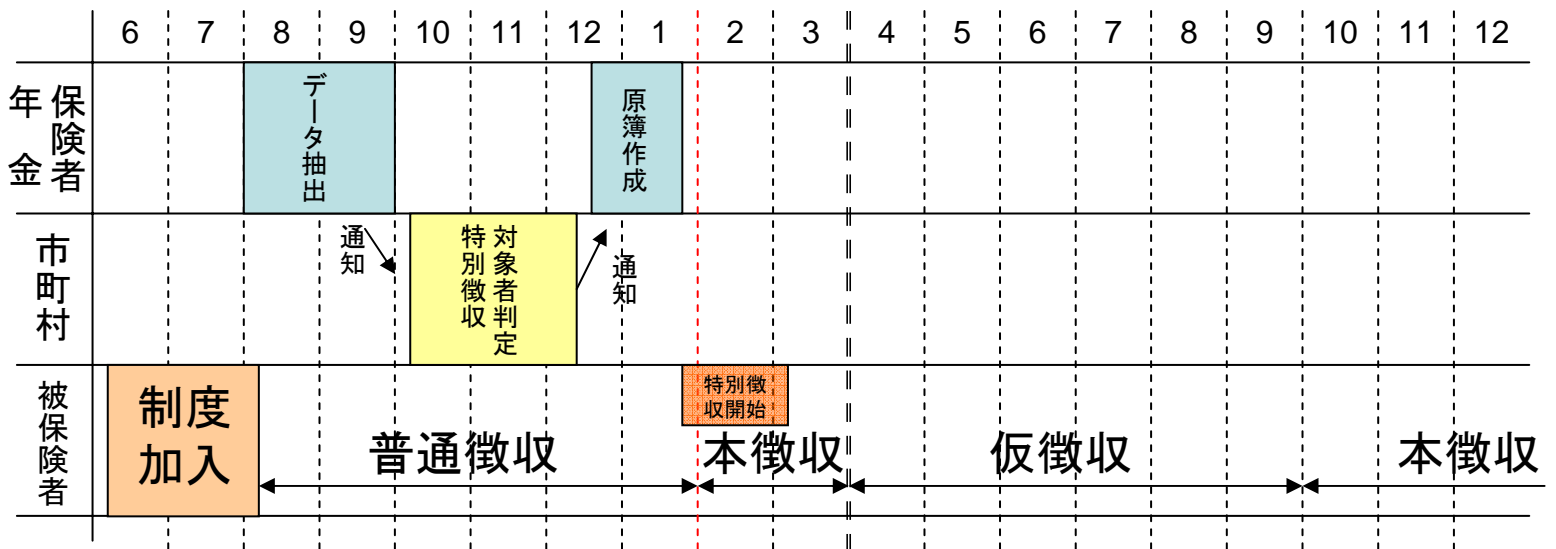 6 7 8 9 10 11 12 1 2 3 4 5 6 7 8 9 10 11 12
年金
保険者
データ抽出
原簿作成
市町村
通知
特別徴収
対象者判定
通知
被保険者
制度
加入
特別徴
収開始
普通徴収
本徴収
仮徴収
本徴収